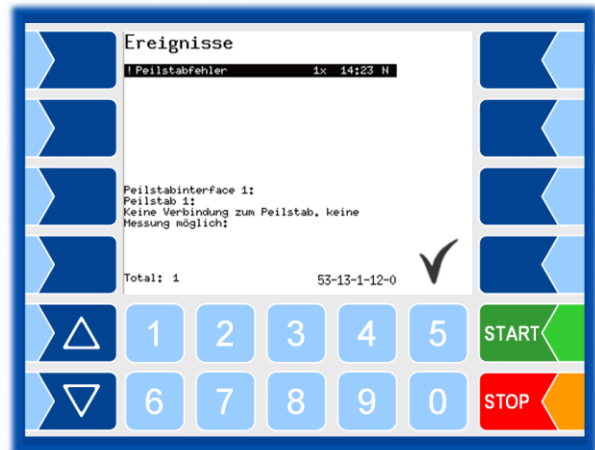 Ereignisse
! Peilstabfehler 1x 14:23 N
Peilstabinterface 1:
Peilstab 1:
Keine Verbindung zum Peilstab, keine
Messung möglich:
Total: 1 53-13-1-12-0
1 2 3 4 5 START
6 7 8 9 0 STOP